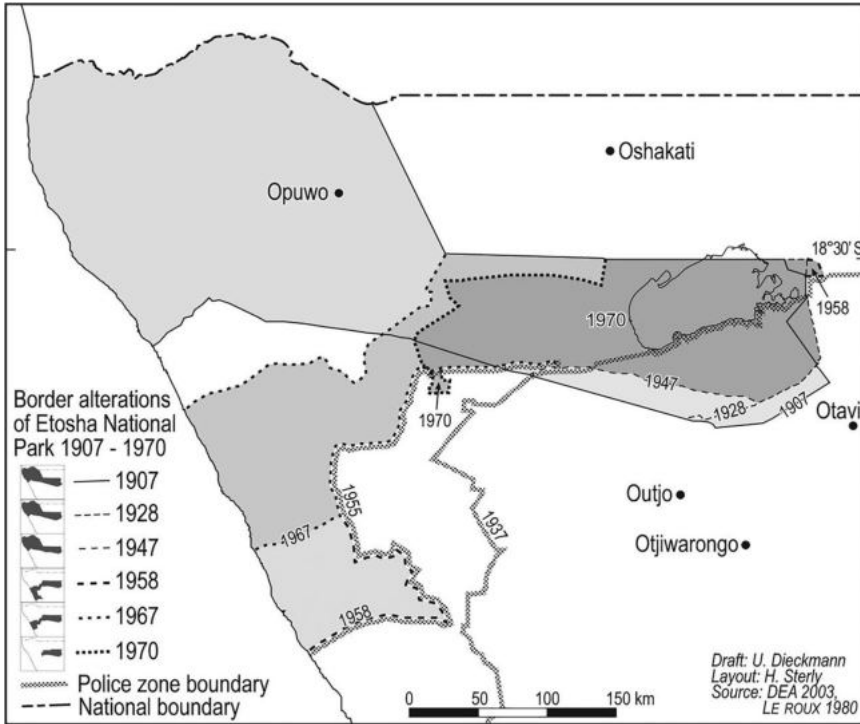 Opuwo
Oshakati
18°30' S
1958
1970
1947
1928
1907
Otavi
1970
Outjo
Otjiwarongo
1955
1937
1967
1958
Border alterations
of Etosha National
Park 1907 - 1970
1907
1928
1947
1958
1967
1970
Police zone boundary
National boundary
0 50 100 150 km
Draft: U. Dieckmann
Layout: H. Sterly
Source: DEA 2003,
LE ROUX 1980